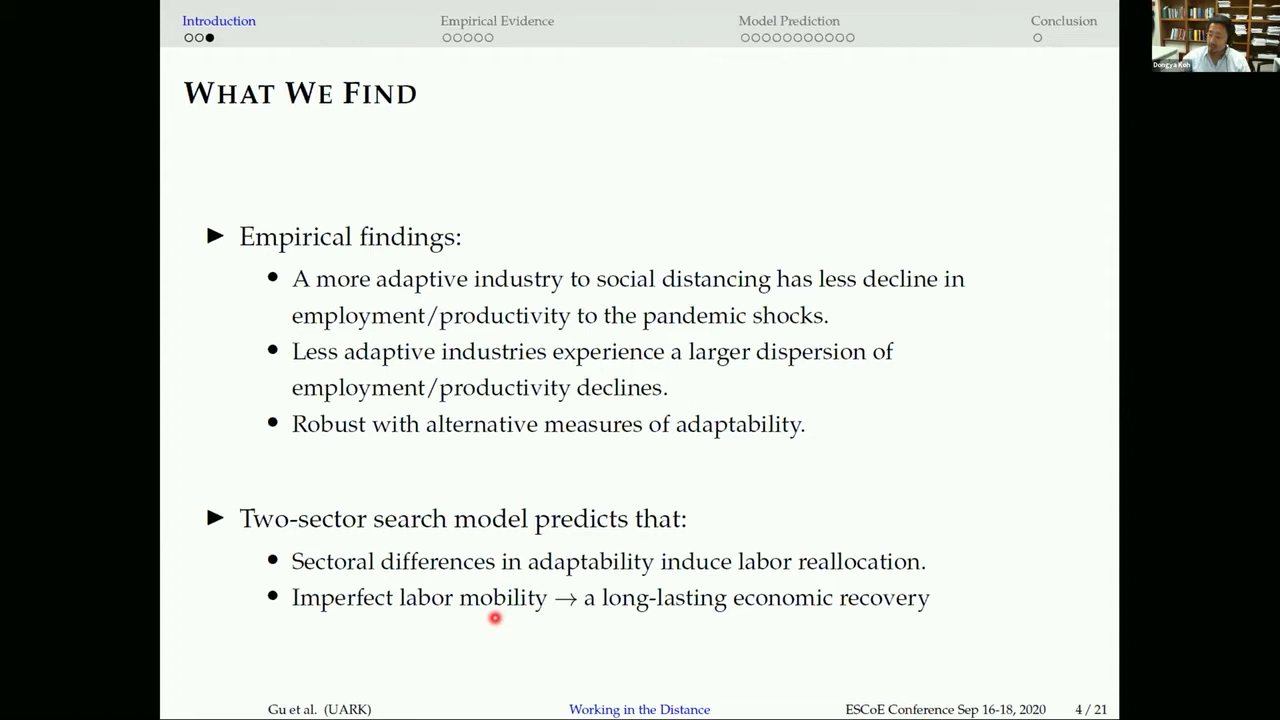 Introduction Empirical Evidence Model Prediction Conclusion
Dongya Koh
WHAT WE FIND
Empirical findings:
A more adaptive industry to social distancing has less decline in
employment/productivity to the pandemic shocks.
Less adaptive industries experience a larger dispersion of
employment/productivity declines.
Robust with alternative measures of adaptability.
Two-sector search model predicts that:
Sectoral differences in adaptability induce labor reallocation.
Imperfect labor mobility → a long-lasting economic recovery
Gu et al. (UARK) Working in the Distance ESCoE Conference Sep 16-18, 2020 4 / 21